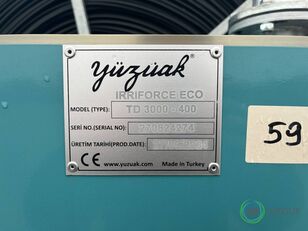 yüzüak
IRRIFORCE ECO
MODEL (TYPE): TD 3000 - 400
SERİ NO.(SERIAL NO): 270824274
ÜRETİM TARİHİ(PROD.DATE):
CE www.yuzuak.com Made in Turkey
59